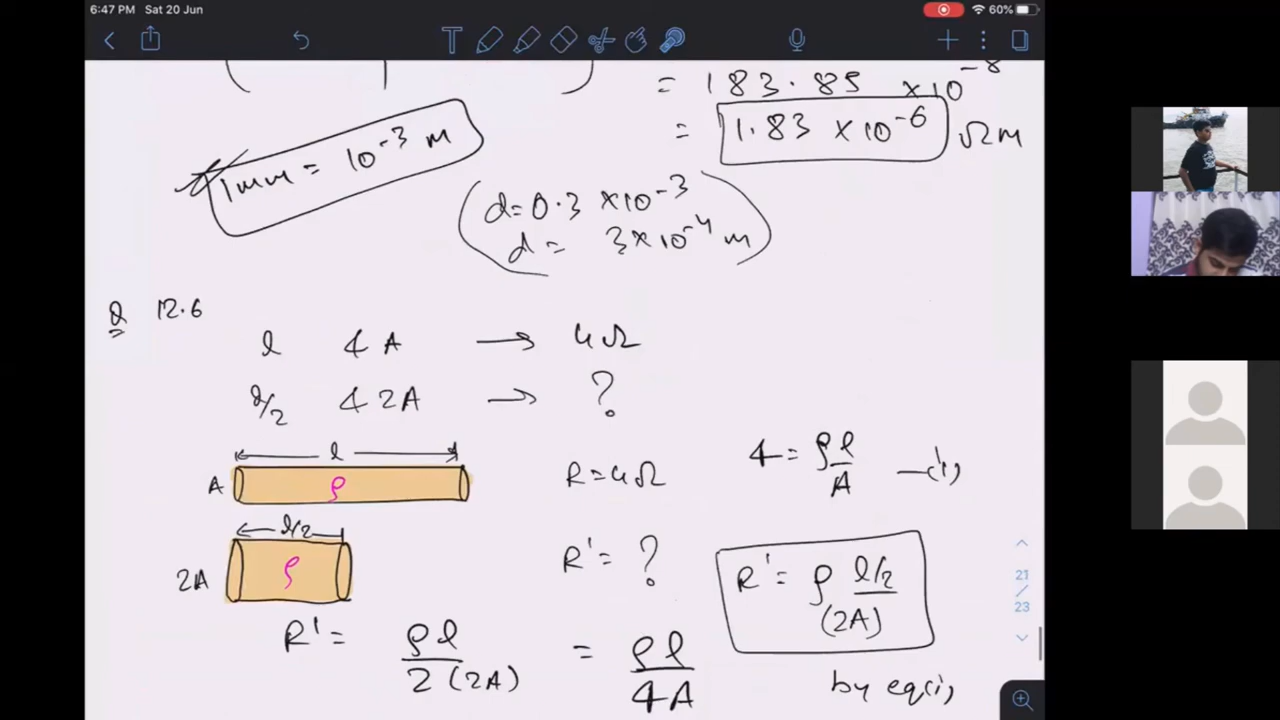 6:47 PM Sat 20 Jun
60%
= 183.85 ×10⁻⁸
= 1.83 ×10⁻⁶ Ωm
1mm = 10⁻³ m
d=0.3 ×10⁻³
d= 3×10⁻⁴ m
Q 12.6
l & A → 4Ω
l/2 & 2A → ?
l
A ρ
R=4Ω
4 = ρl/A —(i)
l/2
2A ρ
R' = ?
R' = ρ l/2/(2A)
R' = ρl/2(2A) = ρl/4A
by eq(i)
21
/
23